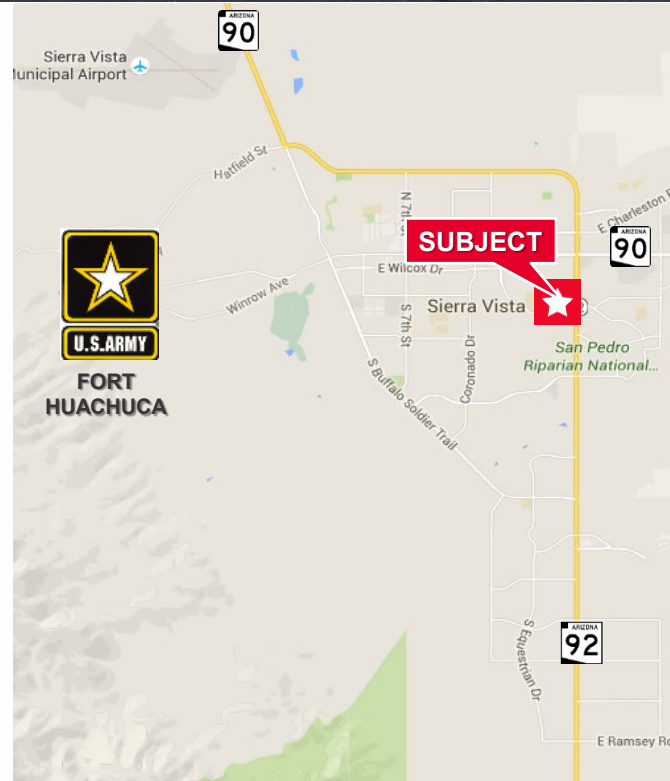 ARIZONA
90
Sierra Vista
Municipal Airport
Hatfield St
N 7th St
E Charleston R
SUBJECT
ARIZONA
90
E Wilcox Dr
Winrow Ave
Sierra Vista
S 7th St
Coronado Dr
San Pedro
Riparian National...
U.S.ARMY
FORT
HUACHUCA
S Buffalo Soldier Trail
ARIZONA
92
S Equestrian Dr
E Ramsey Rd